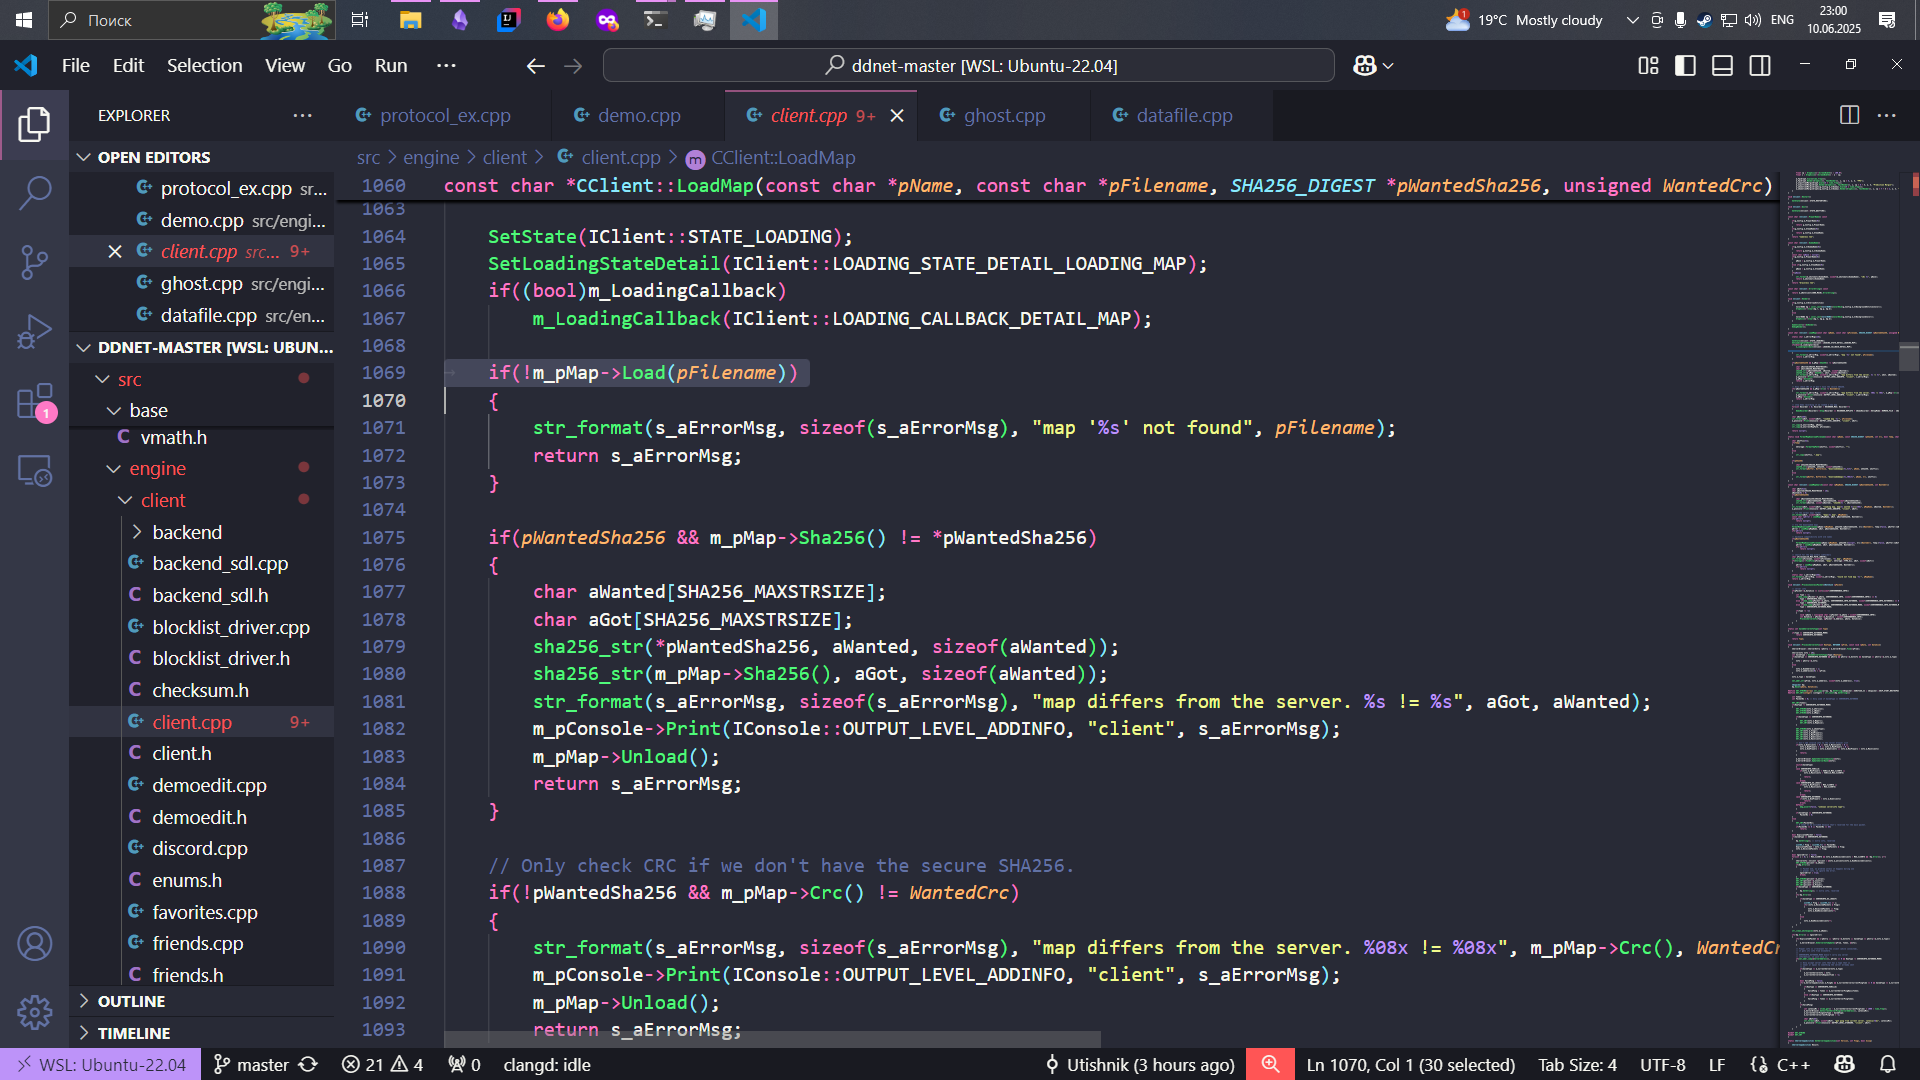 Поиск
1
19°C Mostly cloudy
ENG
23:00
10.06.2025
File Edit Selection View Go Run ···
ddnet-master [WSL: Ubuntu-22.04]
EXPLORER
protocol_ex.cpp
demo.cpp
client.cpp 9+
ghost.cpp
datafile.cpp
OPEN EDITORS
protocol_ex.cpp sr...
demo.cpp src/engi...
client.cpp src... 9+
ghost.cpp src/engi...
datafile.cpp src/en...
DDNET-MASTER [WSL: UBUN...
src
base
vmath.h
engine
client
backend
backend_sdl.cpp
backend_sdl.h
blocklist_driver.cpp
blocklist_driver.h
checksum.h
client.cpp 9+
client.h
demoedit.cpp
demoedit.h
discord.cpp
enums.h
favorites.cpp
friends.cpp
friends.h
OUTLINE
TIMELINE
1
src > engine > client > client.cpp > CClient::LoadMap
1060 const char *CClient::LoadMap(const char *pName, const char *pFilename, SHA256_DIGEST *pWantedSha256, unsigned WantedCrc)
1063
1064 SetState(IClient::STATE_LOADING);
1065 SetLoadingStateDetail(IClient::LOADING_STATE_DETAIL_LOADING_MAP);
1066 if((bool)m_LoadingCallback)
1067 m_LoadingCallback(IClient::LOADING_CALLBACK_DETAIL_MAP);
1068
1069 if(!m_pMap->Load(pFilename))
1070 {
1071 str_format(s_aErrorMsg, sizeof(s_aErrorMsg), "map '%s' not found", pFilename);
1072 return s_aErrorMsg;
1073 }
1074
1075 if(pWantedSha256 && m_pMap->Sha256() != *pWantedSha256)
1076 {
1077 char aWanted[SHA256_MAXSTRSIZE];
1078 char aGot[SHA256_MAXSTRSIZE];
1079 sha256_str(*pWantedSha256, aWanted, sizeof(aWanted));
1080 sha256_str(m_pMap->Sha256(), aGot, sizeof(aWanted));
1081 str_format(s_aErrorMsg, sizeof(s_aErrorMsg), "map differs from the server. %s != %s", aGot, aWanted);
1082 m_pConsole->Print(IConsole::OUTPUT_LEVEL_ADDINFO, "client", s_aErrorMsg);
1083 m_pMap->Unload();
1084 return s_aErrorMsg;
1085 }
1086
1087 // Only check CRC if we don't have the secure SHA256.
1088 if(!pWantedSha256 && m_pMap->Crc() != WantedCrc)
1089 {
1090 str_format(s_aErrorMsg, sizeof(s_aErrorMsg), "map differs from the server. %08x != %08x", m_pMap->Crc(), WantedCr
1091 m_pConsole->Print(IConsole::OUTPUT_LEVEL_ADDINFO, "client", s_aErrorMsg);
1092 m_pMap->Unload();
1093 return s_aErrorMsg;
WSL: Ubuntu-22.04 master 21 4 0 clangd: idle Utishnik (3 hours ago) Ln 1070, Col 1 (30 selected) Tab Size: 4 UTF-8 LF {} C++